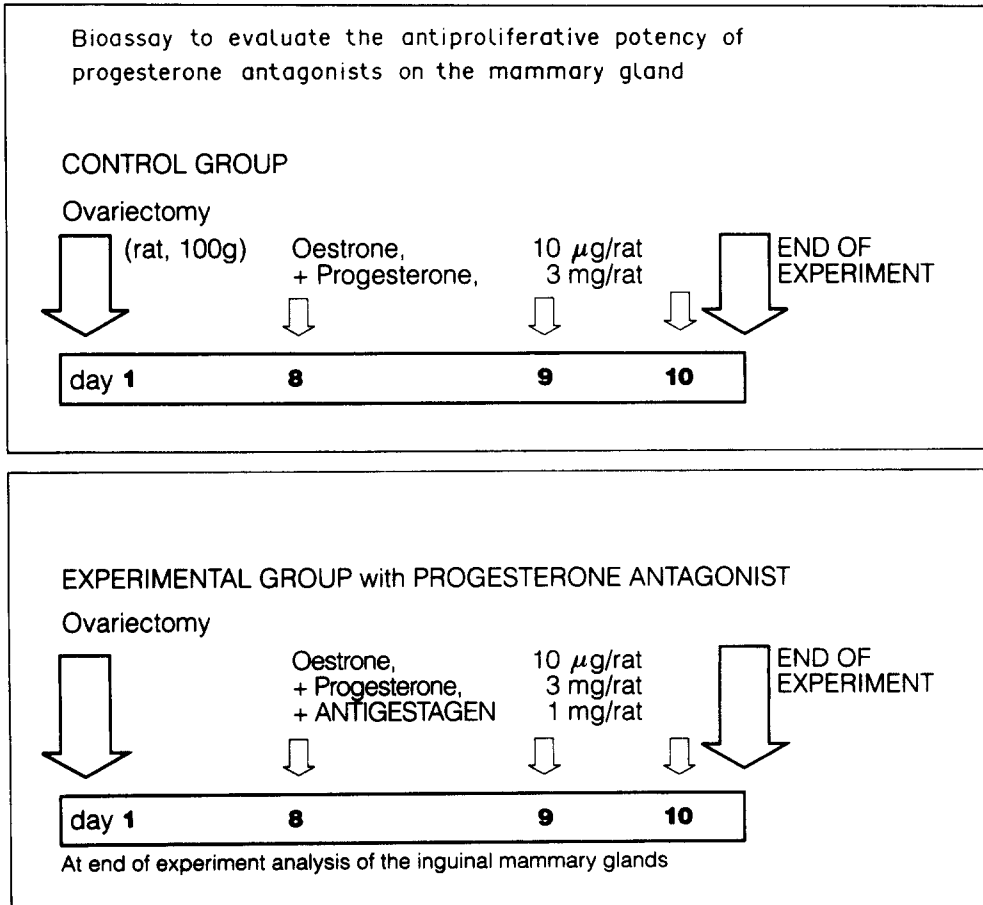 Bioassay to evaluate the antiproliferative potency of
progesterone antagonists on the mammary gland
CONTROL GROUP
Ovariectomy
(rat, 100g) Oestrone, 10 μg/rat END OF
+ Progesterone, 3 mg/rat EXPERIMENT
day 1 8 9 10
EXPERIMENTAL GROUP with PROGESTERONE ANTAGONIST
Ovariectomy
Oestrone, 10 μg/rat END OF
+ Progesterone, 3 mg/rat EXPERIMENT
+ ANTIGESTAGEN 1 mg/rat
day 1 8 9 10
At end of experiment analysis of the inguinal mammary glands